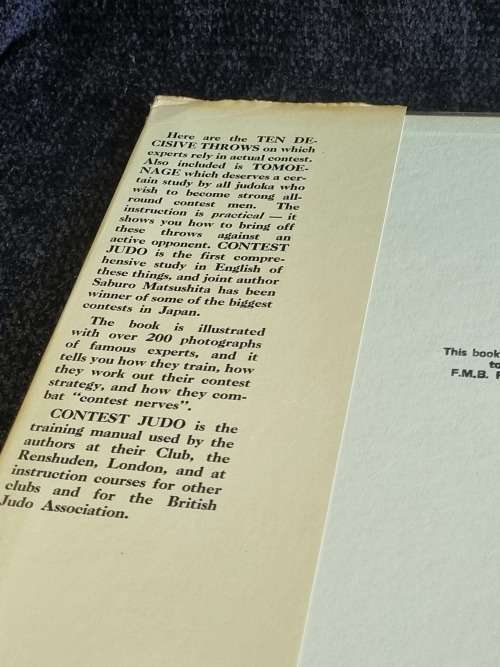 Here are the TEN DE-
CISIVE THROWS on which
experts rely in actual contest.
Also included is TOMOE-
NAGE which deserves a cer-
tain study by all judoka who
wish to become strong all-
round contest men. The
instruction is practical — it
shows you how to bring off
these throws against an
active opponent. CONTEST
JUDO is the first compre-
hensive study in English of
these things, and joint author
Saburo Matsushita has been
winner of some of the biggest
contests in Japan.
The book is illustrated
with over 200 photographs
of famous experts, and it
tells you how they train, how
they work out their contest
strategy, and how they com-
bat "contest nerves".
CONTEST JUDO is the
training manual used by the
authors at their Club, the
Renshuden, London, and at
instruction courses for other
clubs and for the British
Judo Association.
This book
to
F.M.B.